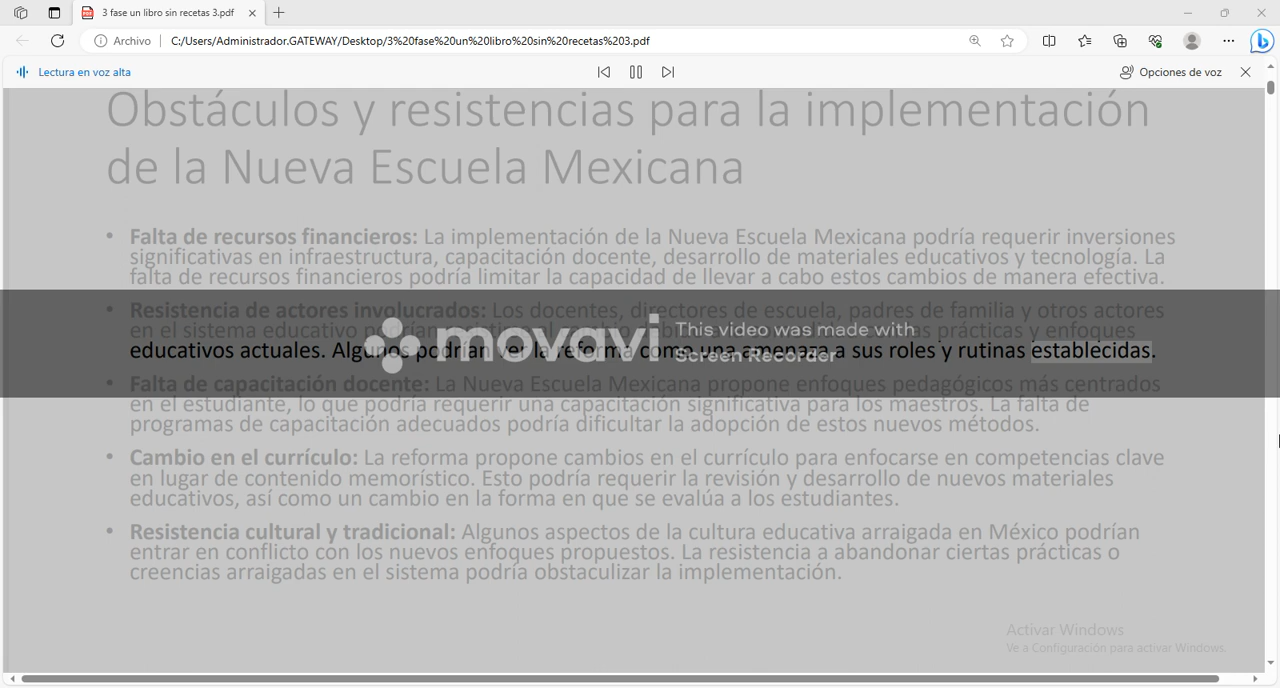 3 fase un libro sin recetas 3.pdf
Archivo
C:/Users/Administrador.GATEWAY/Desktop/3%20fase%20un%20libro%20sin%20recetas%203.pdf
Lectura en voz alta
Opciones de voz
Obstáculos y resistencias para la implementación
de la Nueva Escuela Mexicana
• Falta de recursos financieros: La implementación de la Nueva Escuela Mexicana podría requerir inversiones
significativas en infraestructura, capacitación docente, desarrollo de materiales educativos y tecnología. La
falta de recursos financieros podría limitar la capacidad de llevar a cabo estos cambios de manera efectiva.
• Resistencia de actores involucrados: Los docentes, directores de escuela, padres de familia y otros actores
en el sistema educativo podrían prácticas y enfoques
educativos actuales. Algunos podrían ver la reforma como una amenaza a sus roles y rutinas establecidas.
movavi
This video was made with
Screen Recorder
• Falta de capacitación docente: La Nueva Escuela Mexicana propone enfoques pedagógicos más centrados
en el estudiante, lo que podría requerir una capacitación significativa para los maestros. La falta de
programas de capacitación adecuados podría dificultar la adopción de estos nuevos métodos.
• Cambio en el currículo: La reforma propone cambios en el currículo para enfocarse en competencias clave
en lugar de contenido memorístico. Esto podría requerir la revisión y desarrollo de nuevos materiales
educativos, así como un cambio en la forma en que se evalúa a los estudiantes.
• Resistencia cultural y tradicional: Algunos aspectos de la cultura educativa arraigada en México podrían
entrar en conflicto con los nuevos enfoques propuestos. La resistencia a abandonar ciertas prácticas o
creencias arraigadas en el sistema podría obstaculizar la implementación.
Activar Windows
Ve a Configuración para activar Windows.